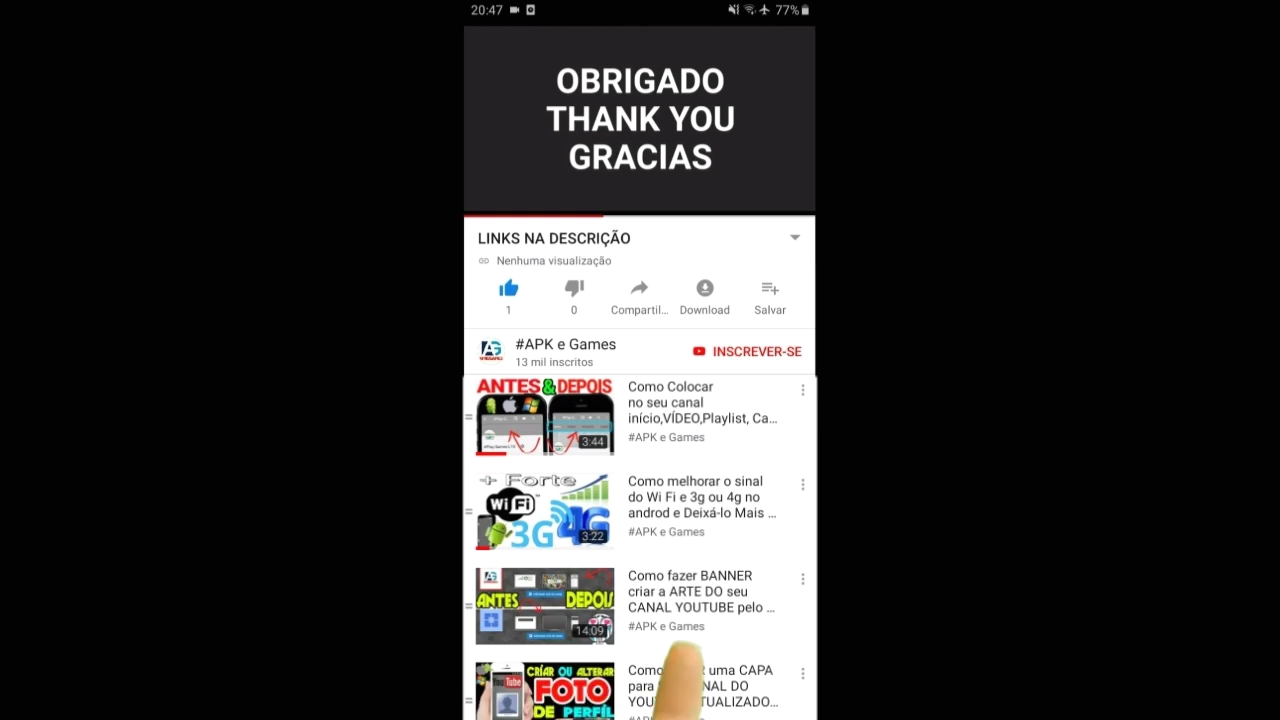 20:47
77%
OBRIGADO
THANK YOU
GRACIAS
LINKS NA DESCRIÇÃO
Nenhuma visualização
1
0
Compartil...
Download
Salvar
#APK e Games
13 mil inscritos
INSCREVER-SE
ANTES&DEPOIS
3:44
Como Colocar
no seu canal
início,VÍDEO,Playlist, Ca...
#APK e Games
+ Forte
WiFi
3G
4G
3:22
Como melhorar o sinal
do Wi Fi e 3g ou 4g no
androd e Deixá-lo Mais ...
#APK e Games
ANTES
DEPOIS
14:09
Como fazer BANNER
criar a ARTE DO seu
CANAL YOUTUBE pelo ...
#APK e Games
CRIAR OU ALTERAR
YouTube
FOTO
DE PERFIL
uma CAPA
para
DO